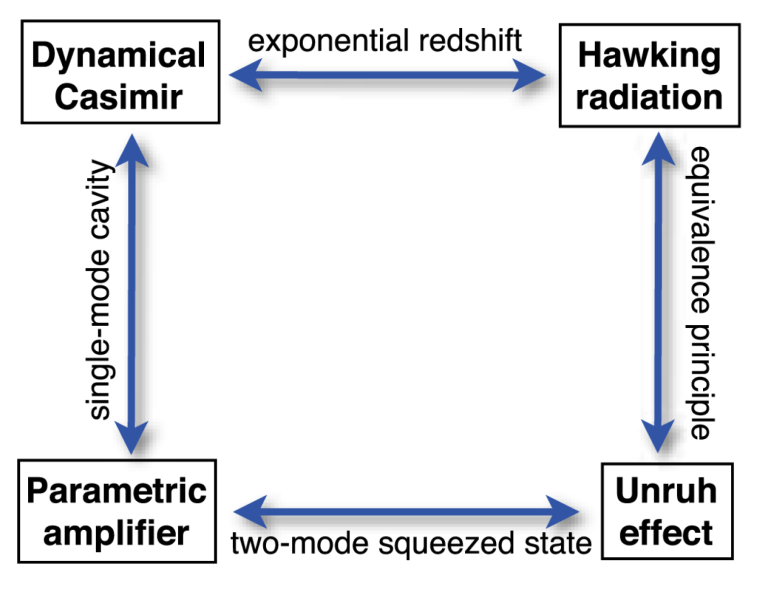 Dynamical
Casimir
exponential redshift
Hawking
radiation
single-mode cavity
equivalence principle
Parametric
amplifier
two-mode squeezed state
Unruh
effect